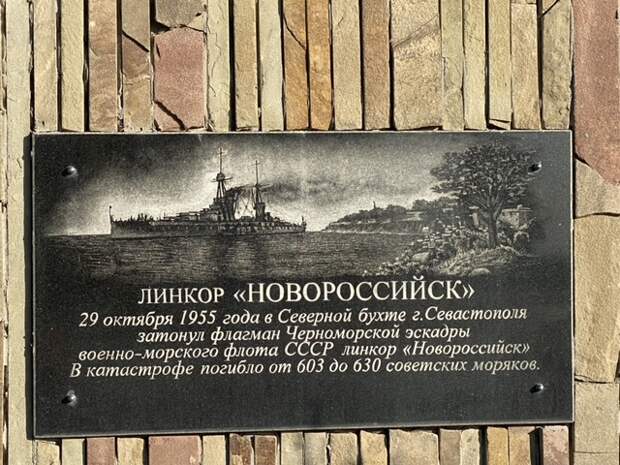 ЛИНКОР «НОВОРОССИЙСК»
29 октября 1955 года в Северной бухте г.Севастополя
затонул флагман Черноморской эскадры
военно-морского флота СССР линкор «Новороссийск»
В катастрофе погибло от 603 до 630 советских моряков.